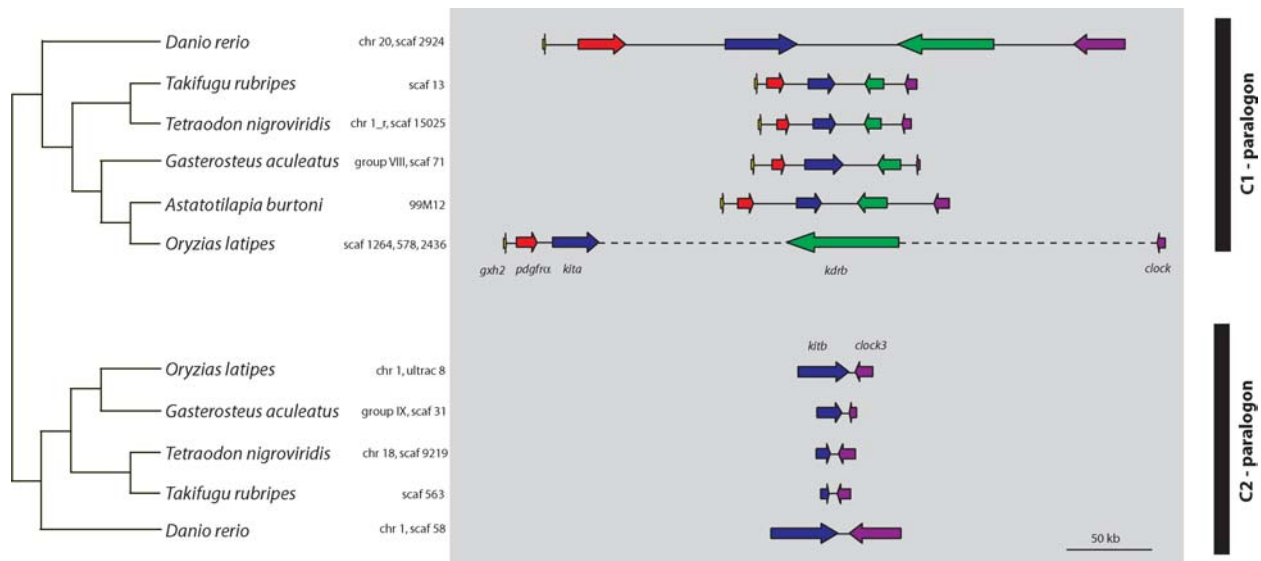 Danio rerio chr 20, scaf 2924
Takifugu rubripes scaf 13
Tetraodon nigroviridis chr 1_r, scaf 15025
Gasterosteus aculeatus group VIII, scaf 71
Astatotilapia burtoni 99M12
Oryzias latipes scaf 1264, 578, 2436
gxh2 pdgfrα kita kdrb clock
C1 - paralogon
kitb clock3
Oryzias latipes chr 1, ultrac 8
Gasterosteus aculeatus group IX, scaf 31
Tetraodon nigroviridis chr 18, scaf 9219
Takifugu rubripes scaf 563
Danio rerio chr 1, scaf 58
50 kb
C2 - paralogon